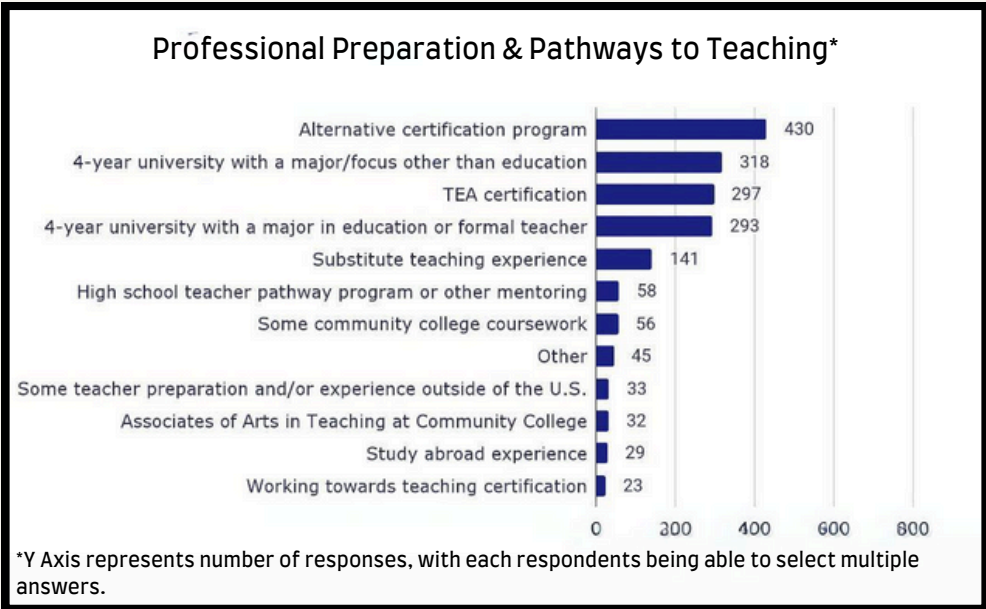 Professional Preparation & Pathways to Teaching*
Alternative certification program 430
4-year university with a major/focus other than education 318
TEA certification 297
4-year university with a major in education or formal teacher 293
Substitute teaching experience 141
High school teacher pathway program or other mentoring 58
Some community college coursework 56
Other 45
Some teacher preparation and/or experience outside of the U.S. 33
Associates of Arts in Teaching at Community College 32
Study abroad experience 29
Working towards teaching certification 23
0 200 400 600 800
*Y Axis represents number of responses, with each respondents being able to select multiple
answers.